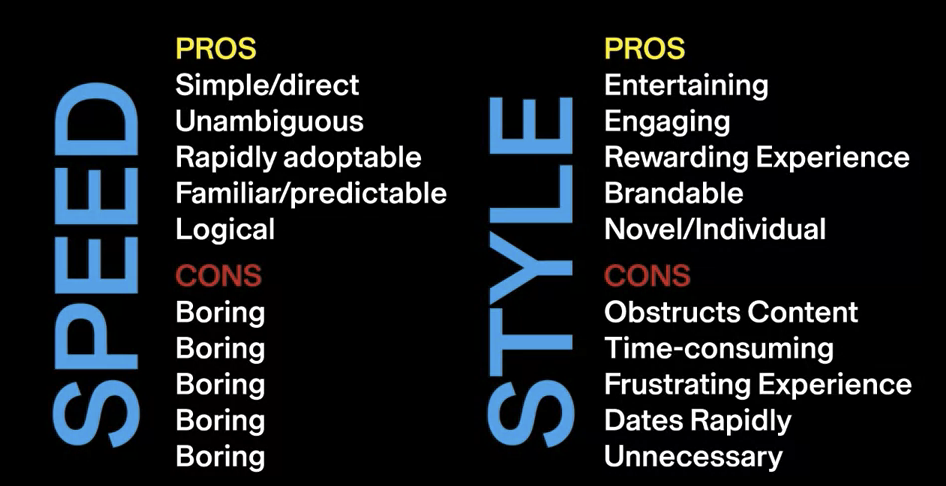 SPEED
PROS
Simple/direct
Unambiguous
Rapidly adoptable
Familiar/predictable
Logical
CONS
Boring
Boring
Boring
Boring
Boring
STYLE
PROS
Entertaining
Engaging
Rewarding Experience
Brandable
Novel/Individual
CONS
Obstructs Content
Time-consuming
Frustrating Experience
Dates Rapidly
Unnecessary